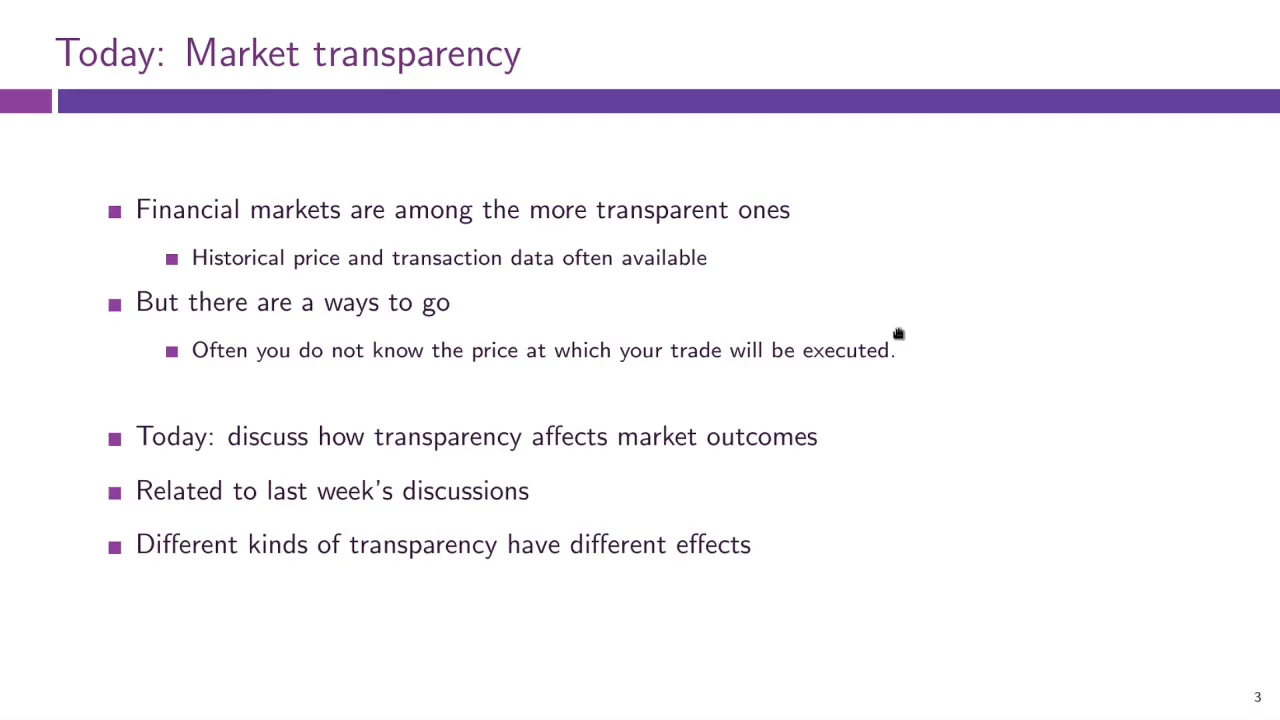 Today: Market transparency
Financial markets are among the more transparent ones
Historical price and transaction data often available
But there are a ways to go
Often you do not know the price at which your trade will be executed.
Today: discuss how transparency affects market outcomes
Related to last week's discussions
Different kinds of transparency have different effects
3